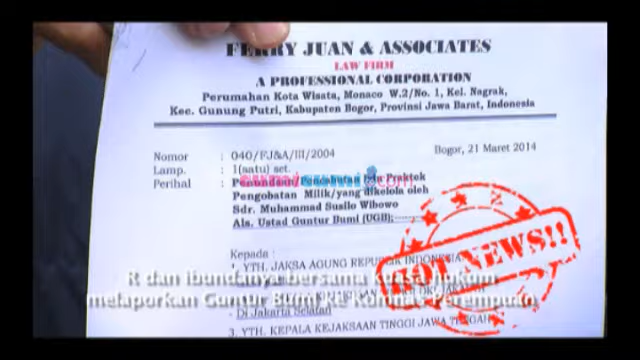 FERRY JUAN & ASSOCIATES
LAW FIRM
A PROFESSIONAL CORPORATION
Perumahan Kota Wisata, Monaco W.2/No. 1, Kel. Nagrak,
Kec. Gunung Putri, Kabupaten Bogor, Provinsi Jawa Barat, Indonesia
Nomor : 040/FJ&A/III/2004 Bogor, 21 Maret 2014
Lamp. : 1(satu) set.
Perihal : Praktek
Pengobatan Milik/yang dikelola oleh
Sdr. Muhammad Susilo Wibowo
Als. Ustad Guntur Bumi (UGB);
Kepada :
1. YTH. JAKSA AGUNG REPUBLIK INDONESIA
HOT NEWS!!
R dan ibundanya bersama kuasa hukum
melaporkan Guntur Bumi ke Komnas Perempuan
Di Jakarta Selatan
3. YTH. KEPALA KEJAKSAAN TINGGI JAWA TENGAH